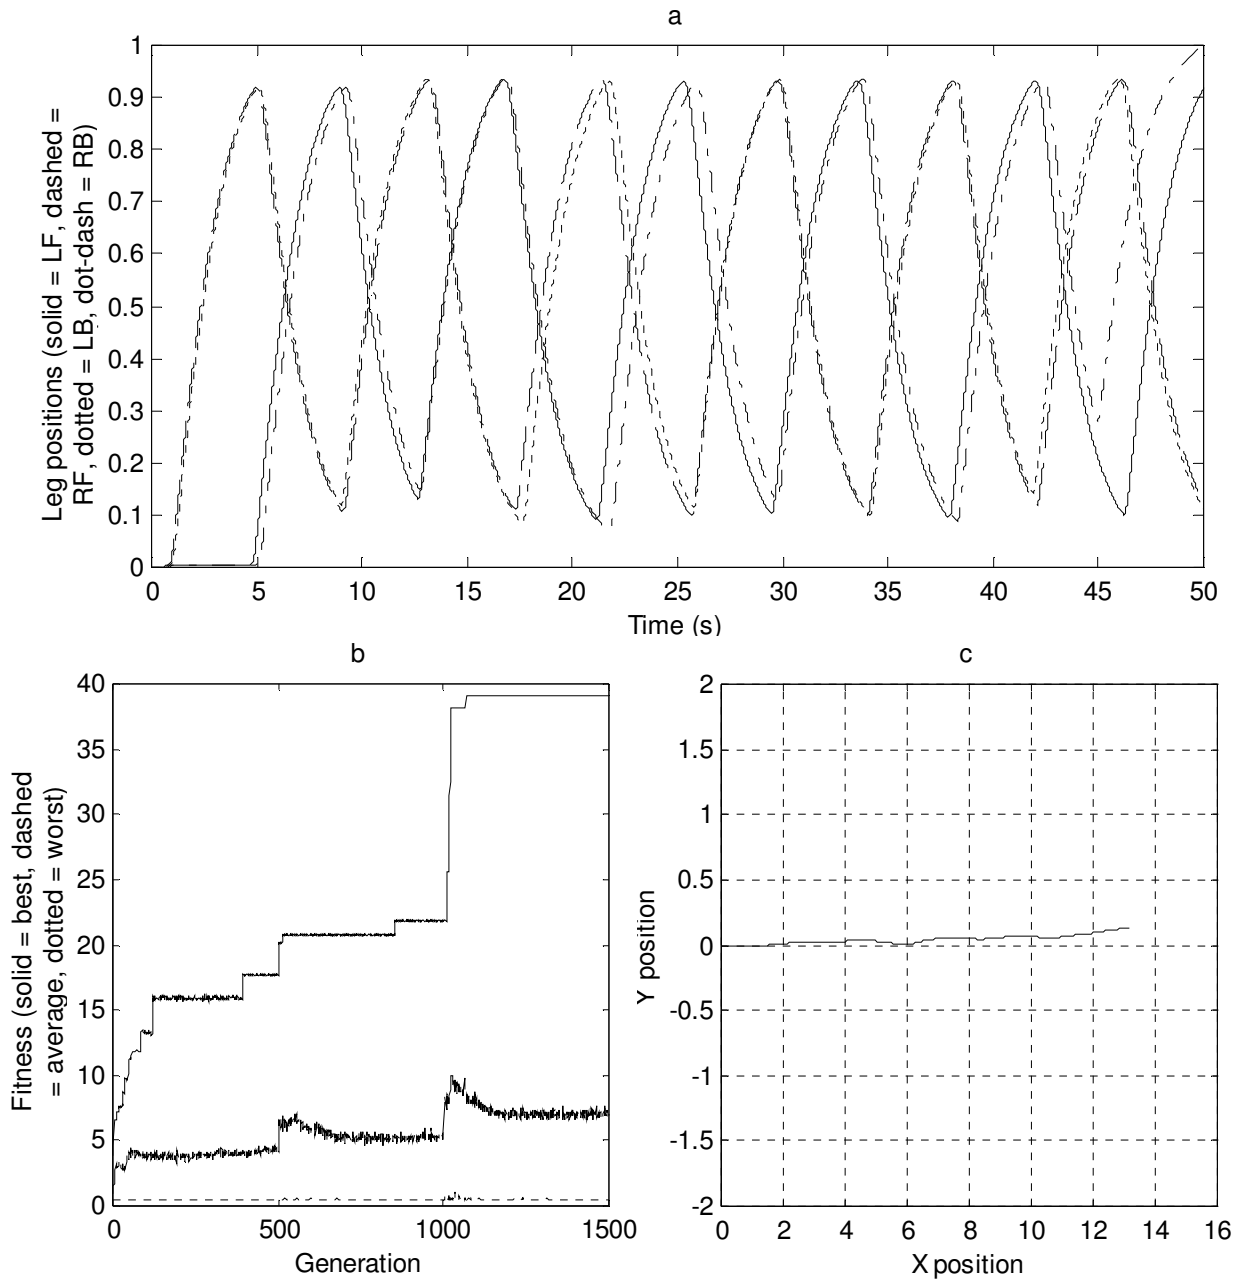 a
Leg positions (solid = LF, dashed =
RF, dotted = LB, dot-dash = RB)
1
0.9
0.8
0.7
0.6
0.5
0.4
0.3
0.2
0.1
0
0 5 10 15 20 25 30 35 40 45 50
Time (s)
b
Fitness (solid = best, dashed
= average, dotted = worst)
40
35
30
25
20
15
10
5
0
0 500 1000 1500
Generation
c
Y position
2
1.5
1
0.5
0
-0.5
-1
-1.5
-2
0 2 4 6 8 10 12 14 16
X position